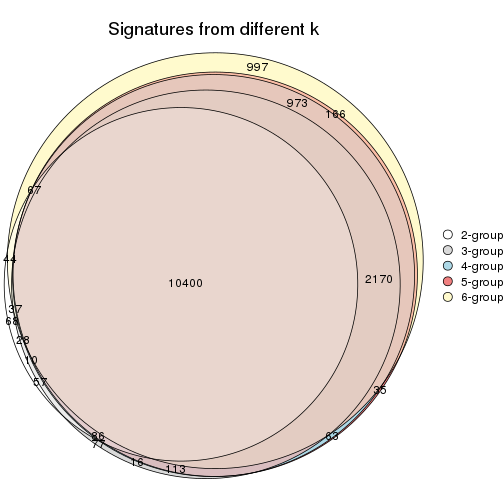 Signatures from different k
997
973
166
67
44
10400
2170
37
68
28
10
57
35
63
77
16
113
2-group
3-group
4-group
5-group
6-group